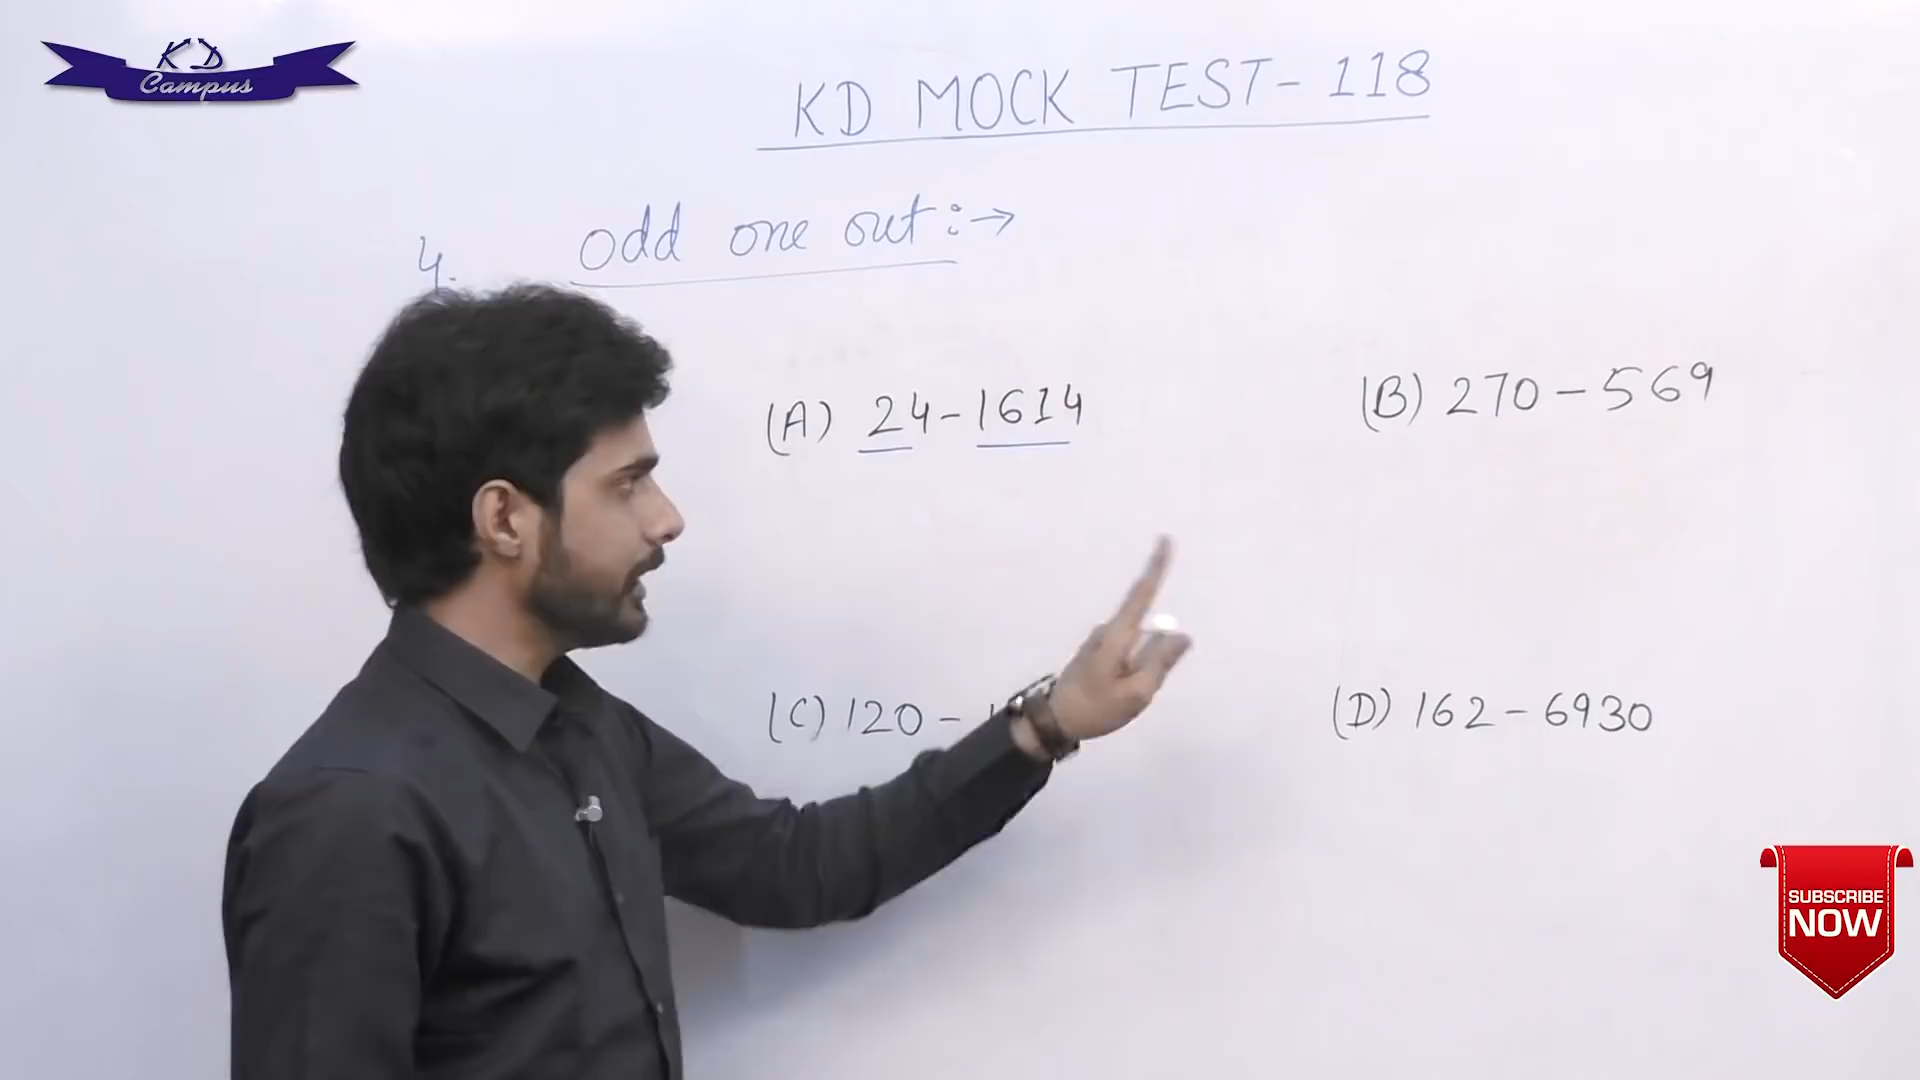 KD
Campus
KD MOCK TEST- 118
4. odd one out:→
(A) 24-1614
(B) 270-569
(C) 120-
(D) 162-6930
SUBSCRIBE
NOW